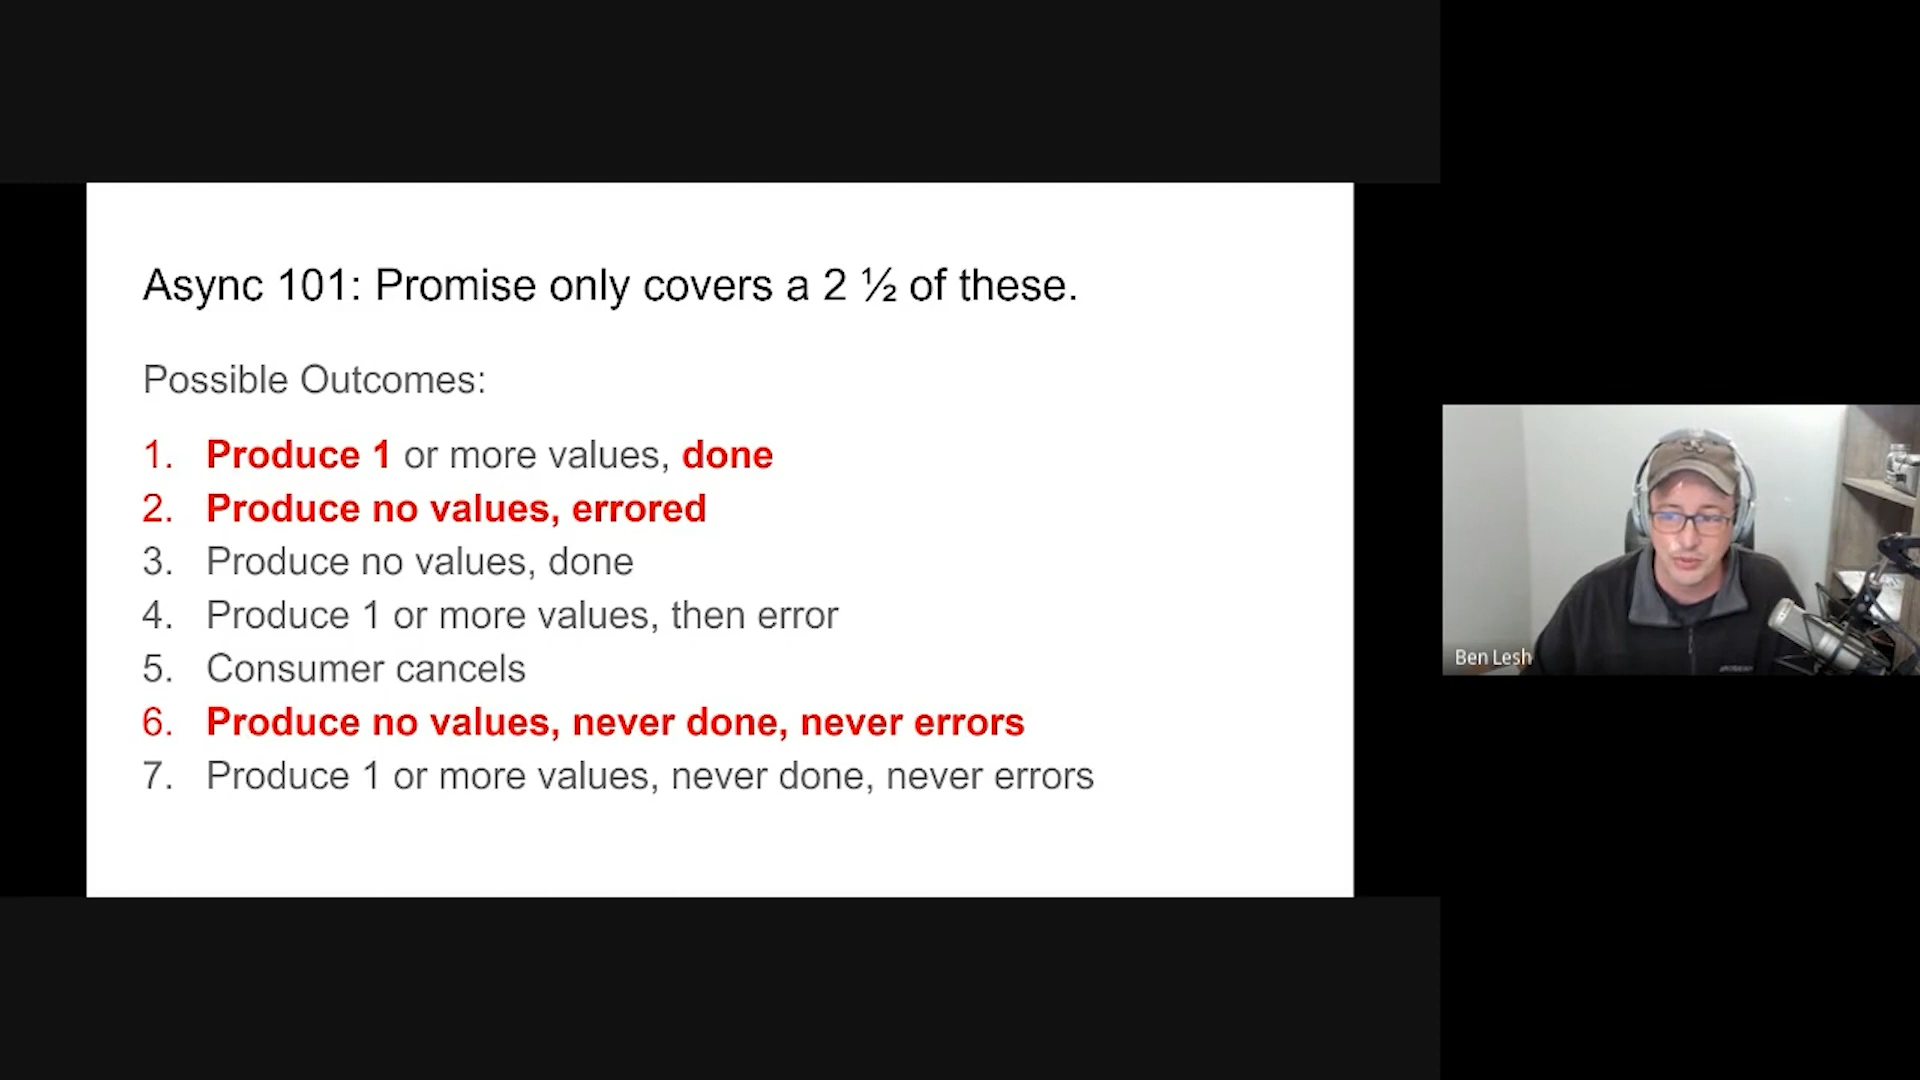 Async 101: Promise only covers a 2 ½ of these.
Possible Outcomes:
1. Produce 1 or more values, done
2. Produce no values, errored
3. Produce no values, done
4. Produce 1 or more values, then error
5. Consumer cancels
6. Produce no values, never done, never errors
7. Produce 1 or more values, never done, never errors
Ben Lesh